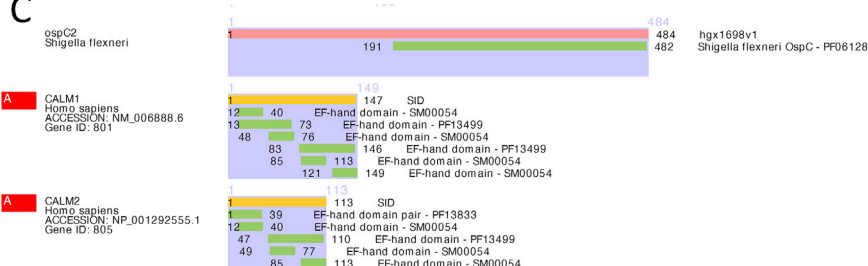 C
1 484
ospC2
Shigella flexneri
1 484 hgx1698v1
191 482 Shigella flexneri OspC - PF06128
1 149
A CALM1
Homo sapiens
ACCESSION: NM_006888.6
Gene ID: 801
1 147 SID
12 40 EF-hand domain - SM00054
13 73 EF-hand domain - PF13499
48 76 EF-hand domain - SM00054
83 146 EF-hand domain - PF13499
85 113 EF-hand domain - SM00054
121 149 EF-hand domain - SM00054
1 113
A CALM2
Homo sapiens
ACCESSION: NP_001292555.1
Gene ID: 805
1 113 SID
1 39 EF-hand domain pair - PF13833
12 40 EF-hand domain - SM00054
47 110 EF-hand domain - PF13499
49 77 EF-hand domain - SM00054
85 113 EF-hand domain - SM00054